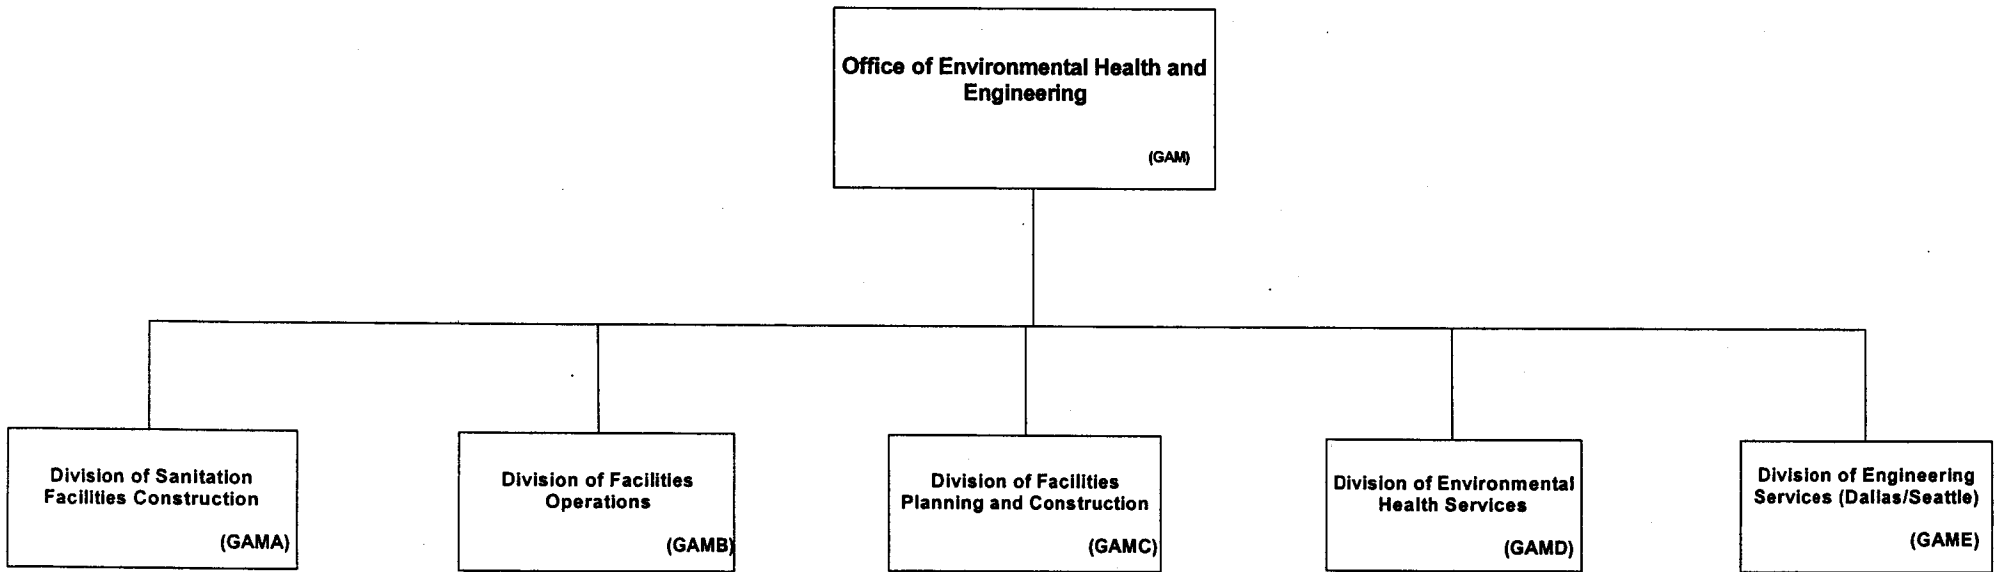 Office of Environmental Health and
Engineering
(GAM)
Division of Sanitation
Facilities Construction
(GAMA)
Division of Facilities
Operations
(GAMB)
Division of Facilities
Planning and Construction
(GAMC)
Division of Environmental
Health Services
(GAMD)
Division of Engineering
Services (Dallas/Seattle)
(GAME)